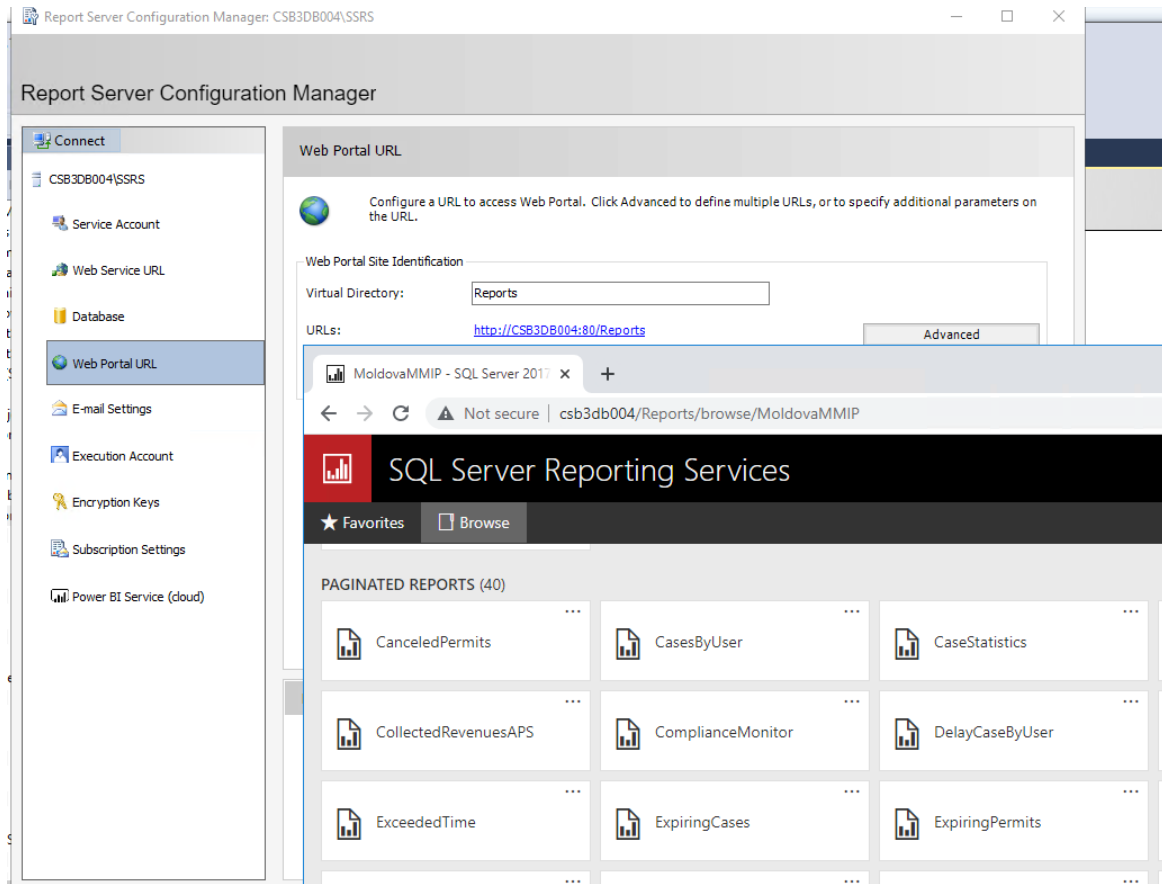 Report Server Configuration Manager: CSB3DB004\SSRS
Report Server Configuration Manager
Connect
CSB3DB004\SSRS
Service Account
Web Service URL
Database
Web Portal URL
E-mail Settings
Execution Account
Encryption Keys
Subscription Settings
Power BI Service (cloud)
Web Portal URL
Configure a URL to access Web Portal. Click Advanced to define multiple URLs, or to specify additional parameters on
the URL.
Web Portal Site Identification
Virtual Directory: Reports
URLs: http://CSB3DB004:80/Reports
Advanced
MoldovaMMIP - SQL Server 2017
Not secure | csb3db004/Reports/browse/MoldovaMMIP
SQL Server Reporting Services
Favorites Browse
PAGINATED REPORTS (40)
CanceledPermits CasesByUser CaseStatistics
CollectedRevenuesAPS ComplianceMonitor DelayCaseByUser
ExceededTime ExpiringCases ExpiringPermits